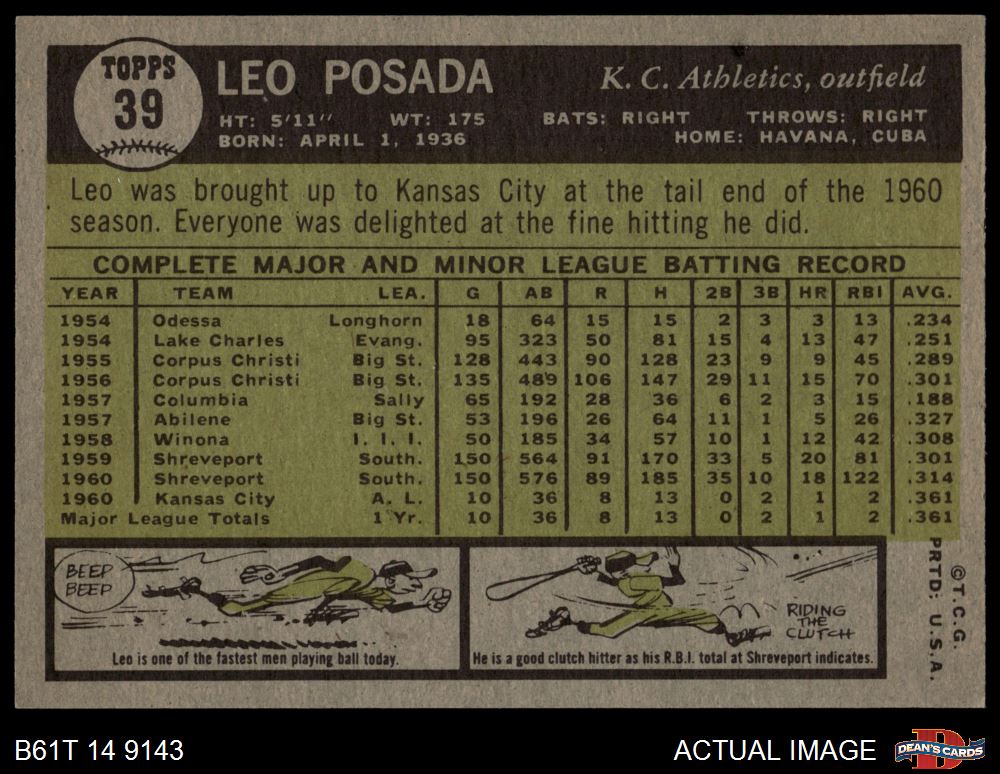 TOPPS
39
LEO POSADA
K. C. Athletics, outfield
HT: 5'11" WT: 175 BATS: RIGHT THROWS: RIGHT
BORN: APRIL 1, 1936 HOME: HAVANA, CUBA
Leo was brought up to Kansas City at the tail end of the 1960
season. Everyone was delighted at the fine hitting he did.
COMPLETE MAJOR AND MINOR LEAGUE BATTING RECORD
YEAR TEAM LEA. G AB R H 2B 3B HR RBI AVG.
1954 Odessa Longhorn 18 64 15 15 2 3 3 13 .234
1954 Lake Charles Evang. 95 323 50 81 15 4 13 47 .251
1955 Corpus Christi Big St. 128 443 90 128 23 9 9 45 .289
1956 Corpus Christi Big St. 135 489 106 147 29 11 15 70 .301
1957 Columbia Sally 65 192 28 36 6 2 3 15 .188
1957 Abilene Big St. 53 196 26 64 11 1 5 26 .327
1958 Winona I. I. I. 50 185 34 57 10 1 12 42 .308
1959 Shreveport South. 150 564 91 170 33 5 20 81 .301
1960 Shreveport South. 150 576 89 185 35 10 18 122 .314
1960 Kansas City A. L. 10 36 8 13 0 2 1 2 .361
Major League Totals 1 Yr. 10 36 8 13 0 2 1 2 .361
BEEP
BEEP
Leo is one of the fastest men playing ball today.
RIDING
THE
CLUTCH
He is a good clutch hitter as his R.B.I. total at Shreveport indicates.
©T.C.G.
PRTD: U.S.A.
B61T 14 9143
ACTUAL IMAGE
D
DEAN'S CARDS